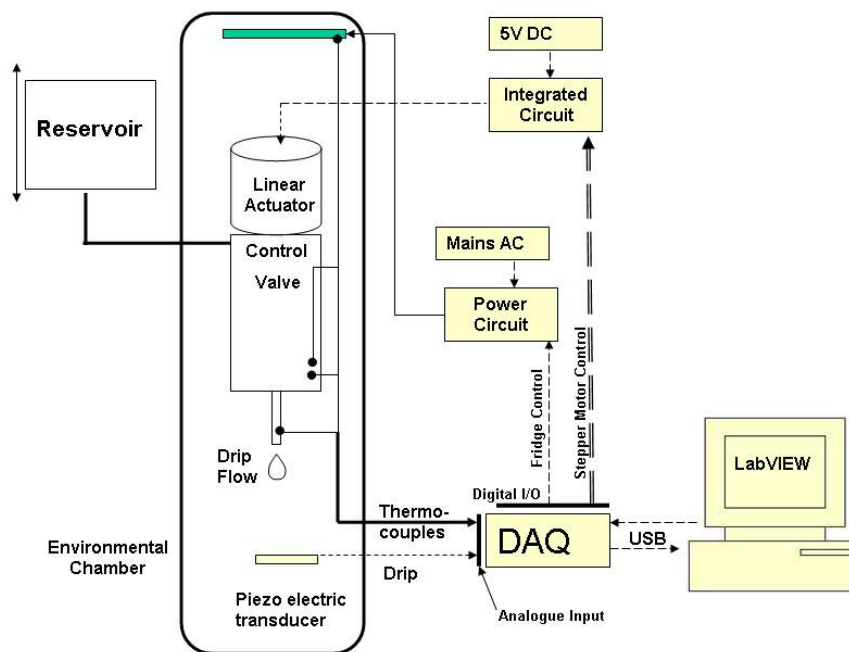 5V DC
Integrated
Circuit
Reservoir
Linear
Actuator
Control
Valve
Mains AC
Power
Circuit
Fridge Control
Stepper Motor Control
LabVIEW
Drip
Flow
Digital I/O
Thermo-
couples
DAQ
USB
Environmental
Chamber
Drip
Piezo electric
transducer
Analogue Input